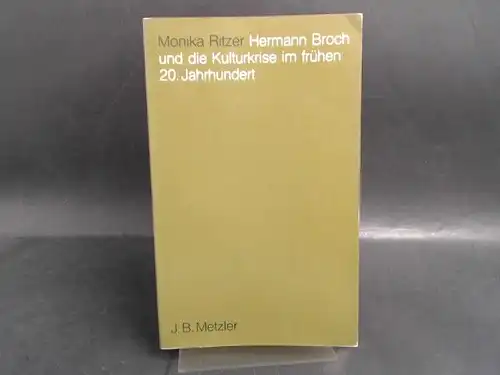 Monika Ritzer Hermann Broch
und die Kulturkrise im frühen
20. Jahrhundert
J. B. Metzler